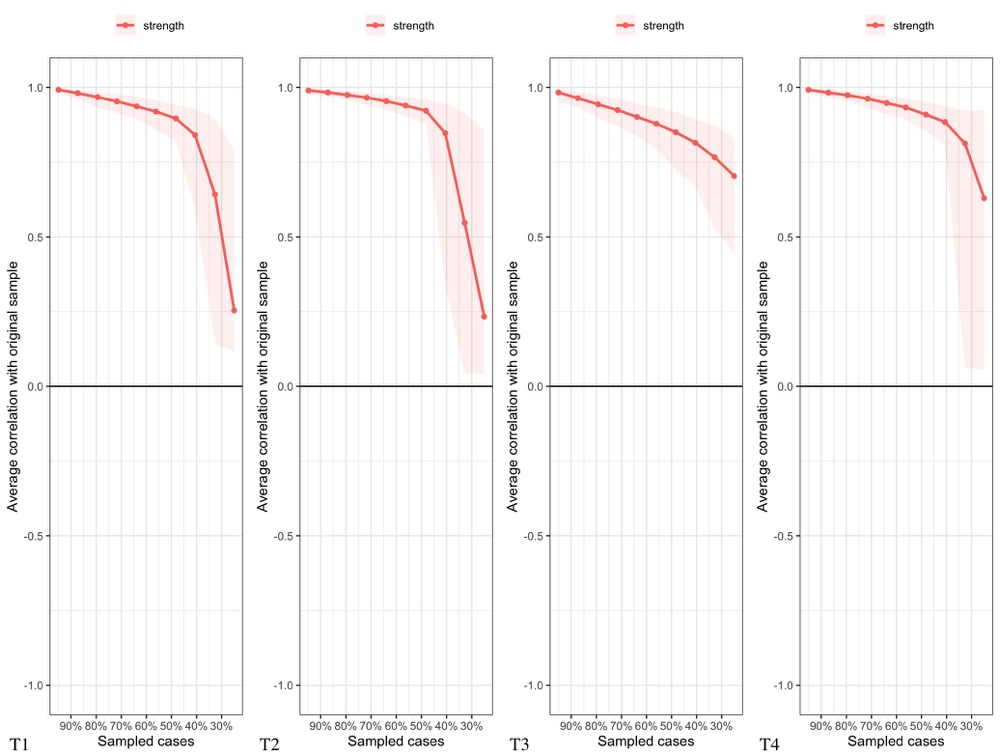 strength strength strength strength
1.0 1.0 1.0 1.0
0.5 0.5 0.5 0.5
Average correlation with original sample Average correlation with original sample Average correlation with original sample Average correlation with original sample
0.0 0.0 0.0 0.0
-0.5 -0.5 -0.5 -0.5
-1.0 -1.0 -1.0 -1.0
90% 80% 70% 60% 50% 40% 30% 90% 80% 70% 60% 50% 40% 30% 90% 80% 70% 60% 50% 40% 30% 90% 80% 70% 60% 50% 40% 30%
T1 Sampled cases T2 Sampled cases T3 Sampled cases T4 Sampled cases